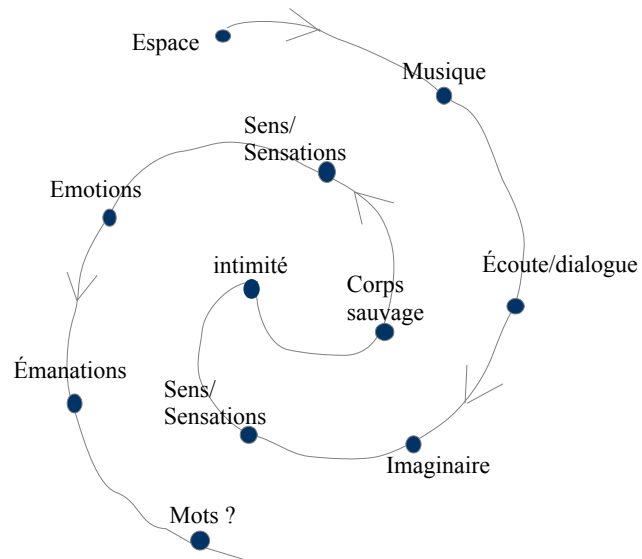 Espace
Musique
Sens/
Sensations
Emotions
intimité
Écoute/dialogue
Corps
sauvage
Émanations
Sens/
Sensations
Imaginaire
Mots ?